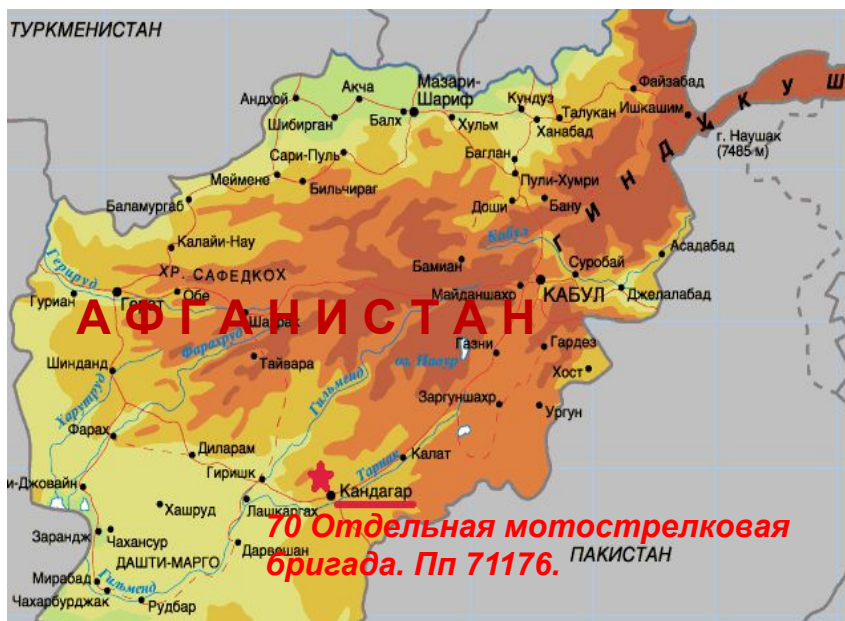 ТУРКМЕНИСТАН
Файзабад
Ишкашим
ГИНДУКУШ
г. Наушак
(7485 м)
Андхой
Акча
Мазари-
Шариф
Шибирган
Балх
Хульм
Кундуз
Талукан
Ханабад
Сари-Пуль
Баглан
Меймене
Бильчираг
Пули-Хумри
Баламургаб
Доши
Бану
Калайи-Нау
Кабул
Асадабад
ХР. САФЕДКОХ
Бамиан
Суробай
Герируд
Гуриан
Герат
Обе
Майданшахр
КАБУЛ
Джелалабад
АФГАНИСТАН
Шахрак
Фарахруд
Газни
Гардез
Шинданд
Тайвара
Гильменд
оз. Навур
Хост
Харутруд
Заргуншахр
Ургун
Фарах
Диларам
Тарнак
Калат
Гиришк
и-Джовайн
Кандагар
Хашруд
Лашкаргах
70 Отдельная мотострелковая
бригада. Пп 71176.
Зарандж
Чахансур
Дарвешан
ПАКИСТАН
ДАШТИ-МАРГО
Мирабад
Гильменд
Чахарбурджак
Рудбар